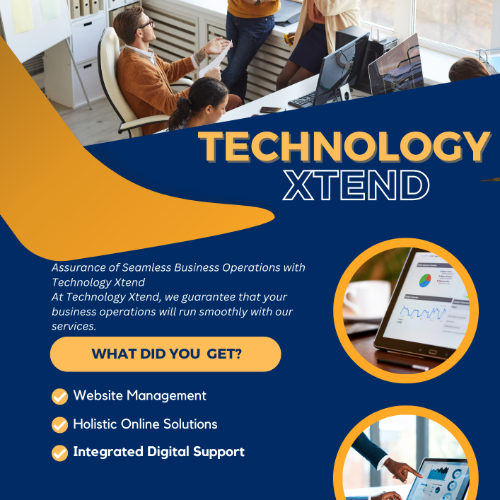 TECHNOLOGY
XTEND
Assurance of Seamless Business Operations with
Technology Xtend
At Technology Xtend, we guarantee that your
business operations will run smoothly with our
services.
WHAT DID YOU GET?
Website Management
Holistic Online Solutions
Integrated Digital Support